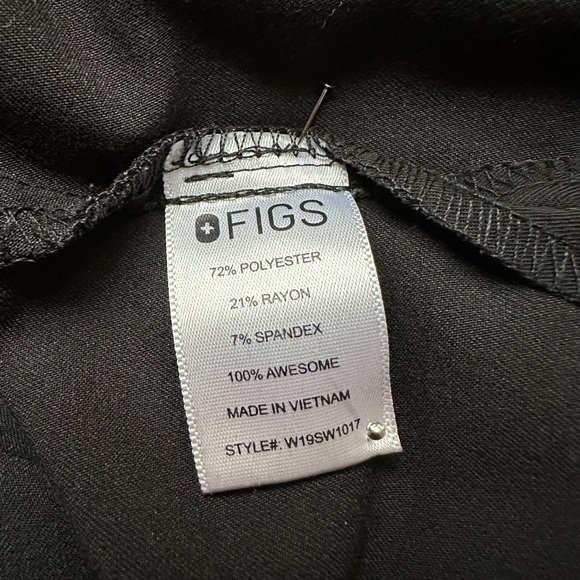 FIGS
72% POLYESTER
21% RAYON
7% SPANDEX
100% AWESOME
MADE IN VIETNAM
STYLE#. W19SW1017